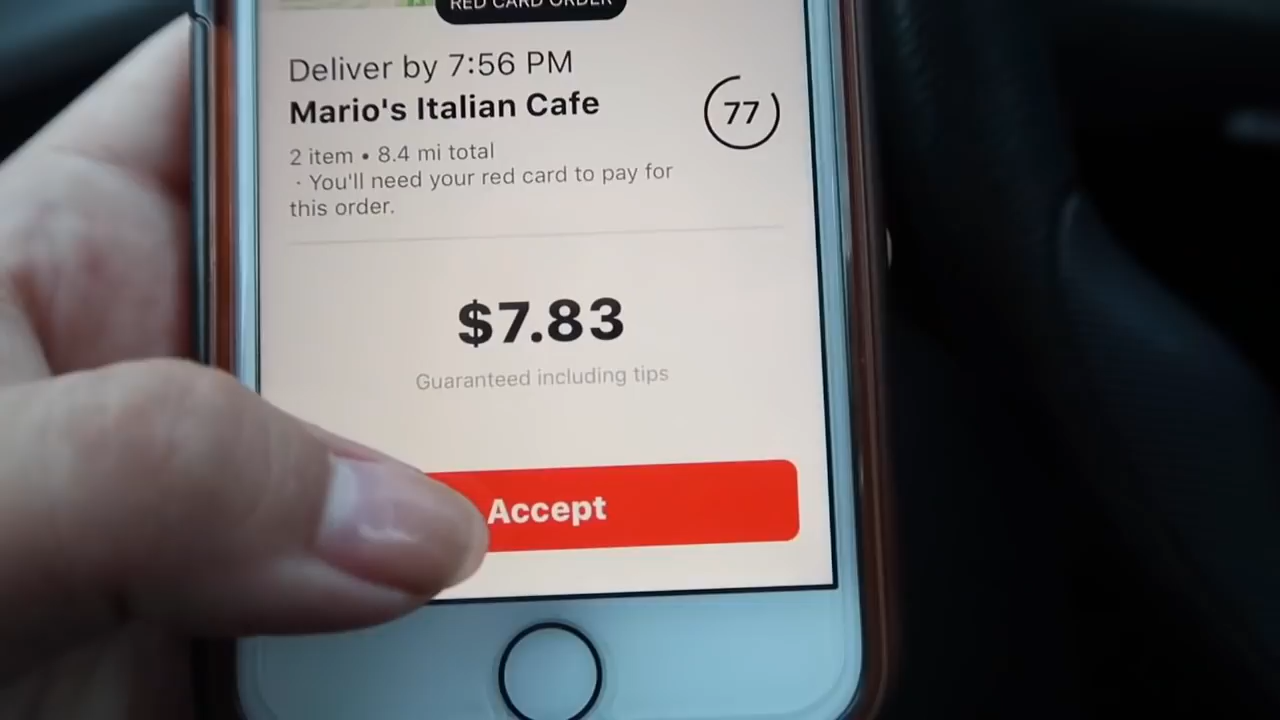 RED CARD ORDER
Deliver by 7:56 PM
Mario's Italian Cafe
77
2 item • 8.4 mi total
· You'll need your red card to pay for
this order.
$7.83
Guaranteed including tips
Accept